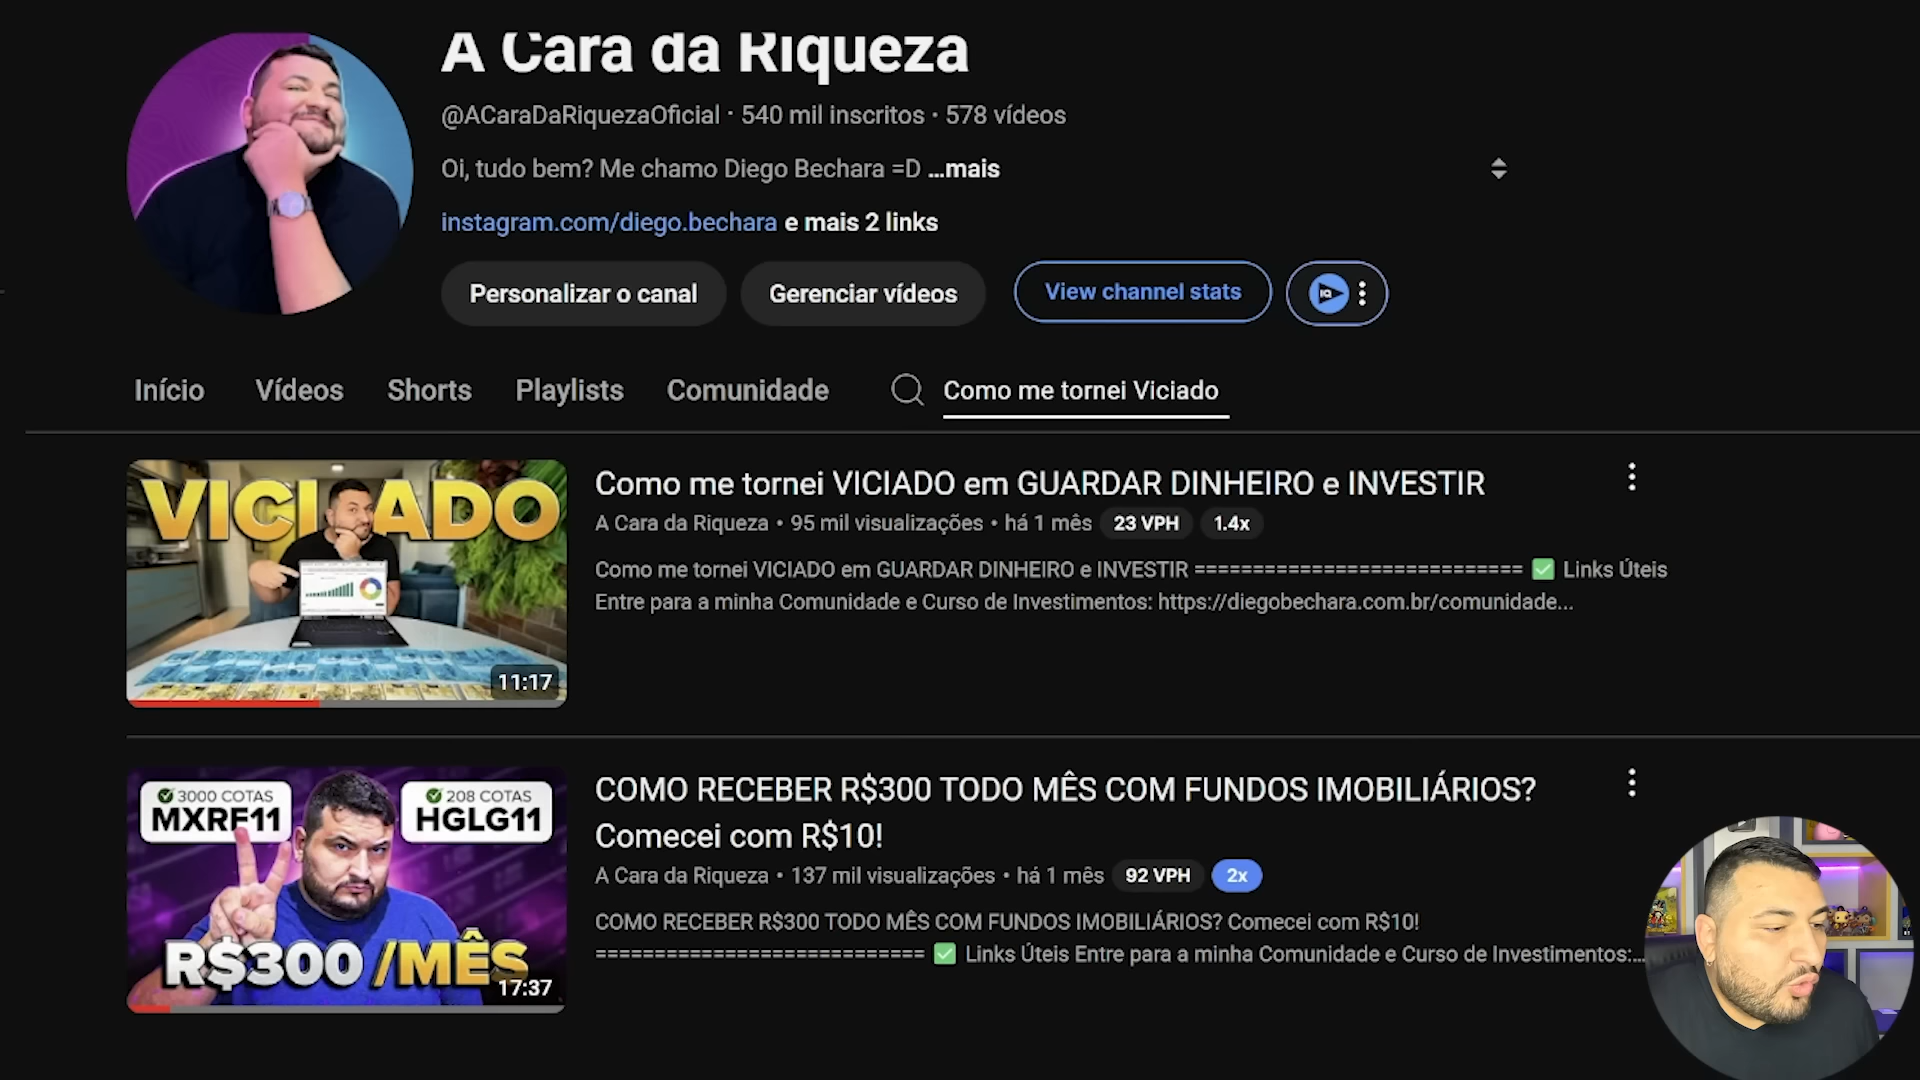 A Cara da Riqueza
@ACaraDaRiquezaOficial · 540 mil inscritos · 578 vídeos
Oi, tudo bem? Me chamo Diego Bechara =D ...mais
instagram.com/diego.bechara e mais 2 links
Personalizar o canal
Gerenciar vídeos
View channel stats
IQ
Início
Vídeos
Shorts
Playlists
Comunidade
Como me tornei Viciado
VICIADO
11:17
Como me tornei VICIADO em GUARDAR DINHEIRO e INVESTIR
A Cara da Riqueza • 95 mil visualizações • há 1 mês 23 VPH 1.4x
Como me tornei VICIADO em GUARDAR DINHEIRO e INVESTIR =========================== ✅ Links Úteis
Entre para a minha Comunidade e Curso de Investimentos: https://diegobechara.com.br/comunidade...
3000 COTAS
MXRF11
208 COTAS
HGLG11
R$300 /MÊS
17:37
COMO RECEBER R$300 TODO MÊS COM FUNDOS IMOBILIÁRIOS?
Comecei com R$10!
A Cara da Riqueza • 137 mil visualizações • há 1 mês 92 VPH 2x
COMO RECEBER R$300 TODO MÊS COM FUNDOS IMOBILIÁRIOS? Comecei com R$10!
=========================== ✅ Links Úteis Entre para a minha Comunidade e Curso de Investimentos:...